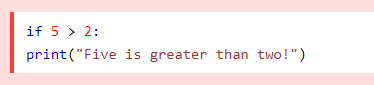 if 5 > 2:
print("Five is greater than two!")